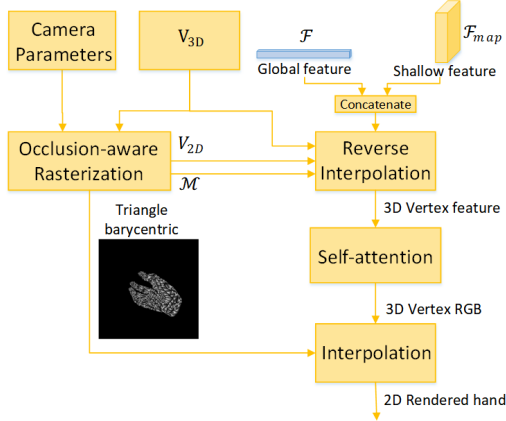 Camera
Parameters
V3D
ℱ
Global feature
ℱmap
Shallow feature
Concatenate
Occlusion-aware
Rasterization
V2D
ℳ
Reverse
Interpolation
Triangle
barycentric
3D Vertex feature
Self-attention
3D Vertex RGB
Interpolation
2D Rendered hand